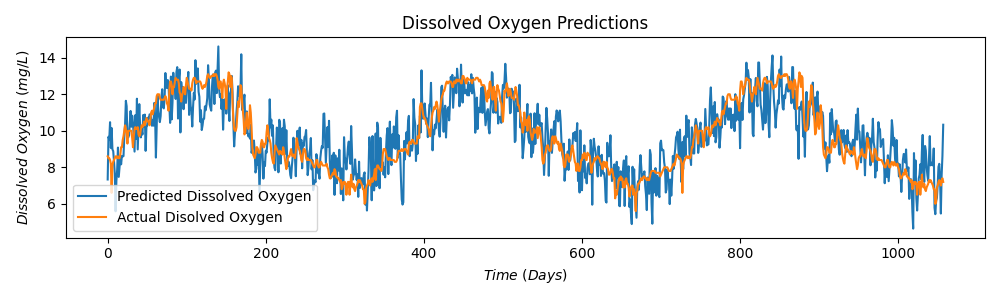 Dissolved Oxygen Predictions
Dissolved Oxygen (mg/L)
14
12
10
8
6
Predicted Dissolved Oxygen
Actual Disolved Oxygen
0 200 400 600 800 1000
Time (Days)